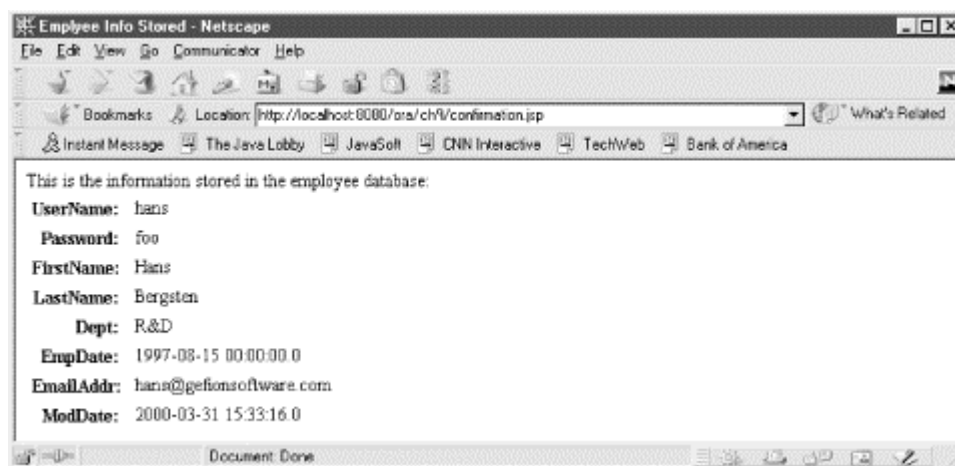 Emplyee Info Stored - Netscape
File Edit View Go Communicator Help
Bookmarks Location: http://localhost:8080/ora/ch9/confirmation.jsp What's Related
Instant Message The Java Lobby JavaSoft CNN Interactive TechWeb Bank of America
This is the information stored in the employee database:
UserName: hans
Password: foo
FirstName: Hans
LastName: Bergsten
Dept: R&D
EmpDate: 1997-08-15 00:00:00.0
EmailAddr: hans@gefionsoftware.com
ModDate: 2000-03-31 15:33:16.0
Document: Done